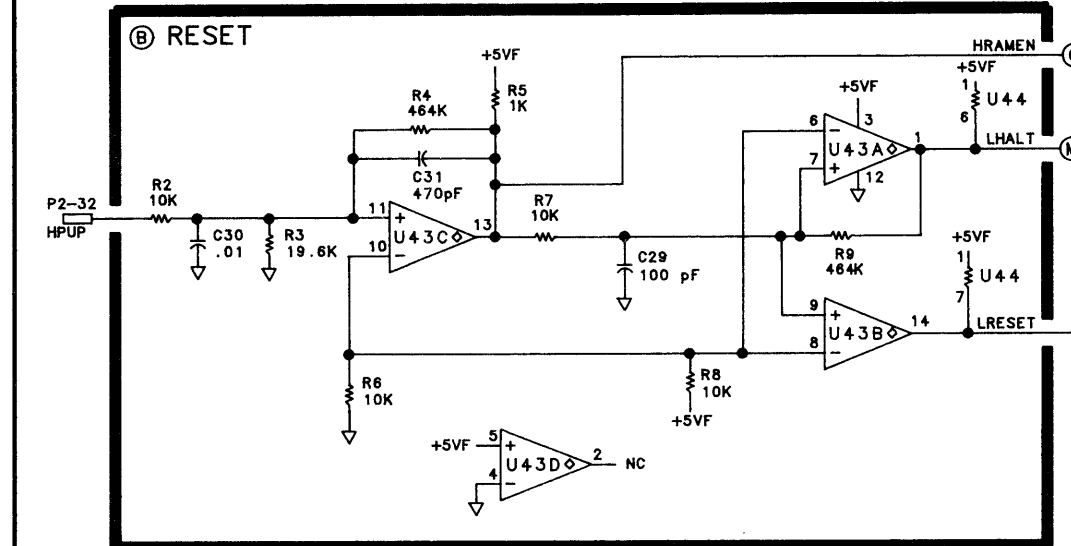 Ⓑ RESET
HRAMEN
+5VF
+5VF
1
U44
6
+5VF
R5
1K
R4
464K
C31
470pF
6
3
U43A
1
LHALT
7
12
P2-32
HPUP
R2
10K
11
+
10
-
U43C
13
R7
10K
C30
.01
R3
19.6K
C29
100 pF
R9
464K
+5VF
1
U44
7
9
+
8
-
U43B
14
LRESET
R6
10K
R8
10K
+5VF
+5VF
5
+
4
-
U43D
2
NC